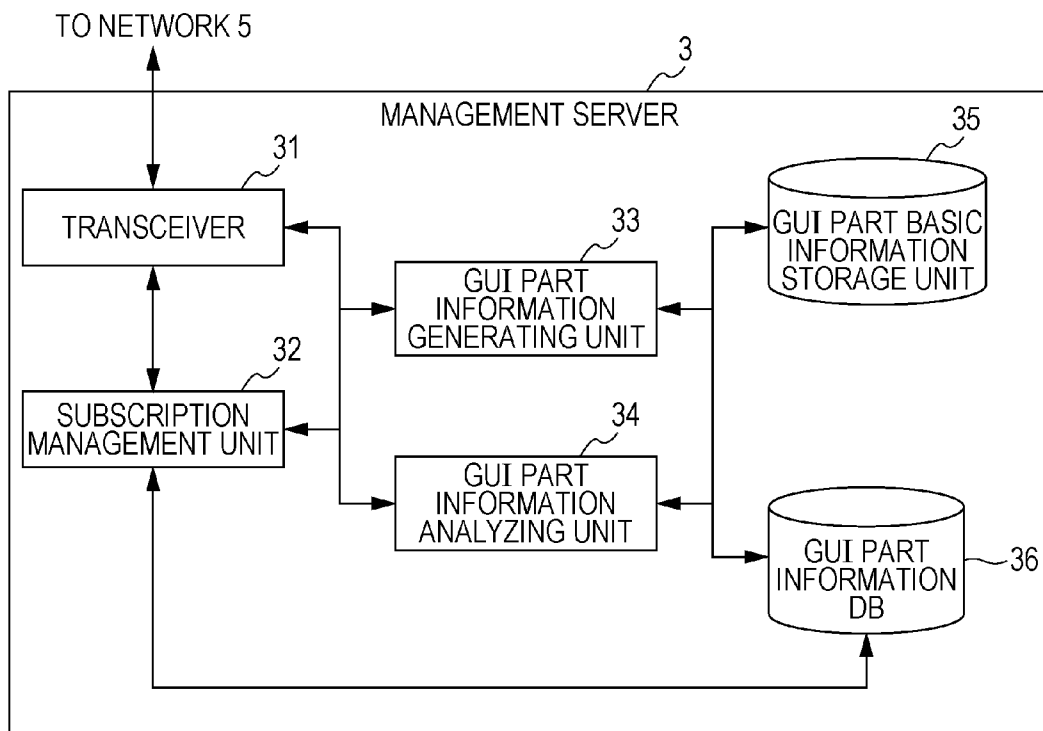 TO NETWORK 5
3
MANAGEMENT SERVER
31
TRANSCEIVER
32
SUBSCRIPTION
MANAGEMENT UNIT
33
GUI PART
INFORMATION
GENERATING UNIT
34
GUI PART
INFORMATION
ANALYZING UNIT
35
GUI PART BASIC
INFORMATION
STORAGE UNIT
GUI PART
INFORMATION
DB
36